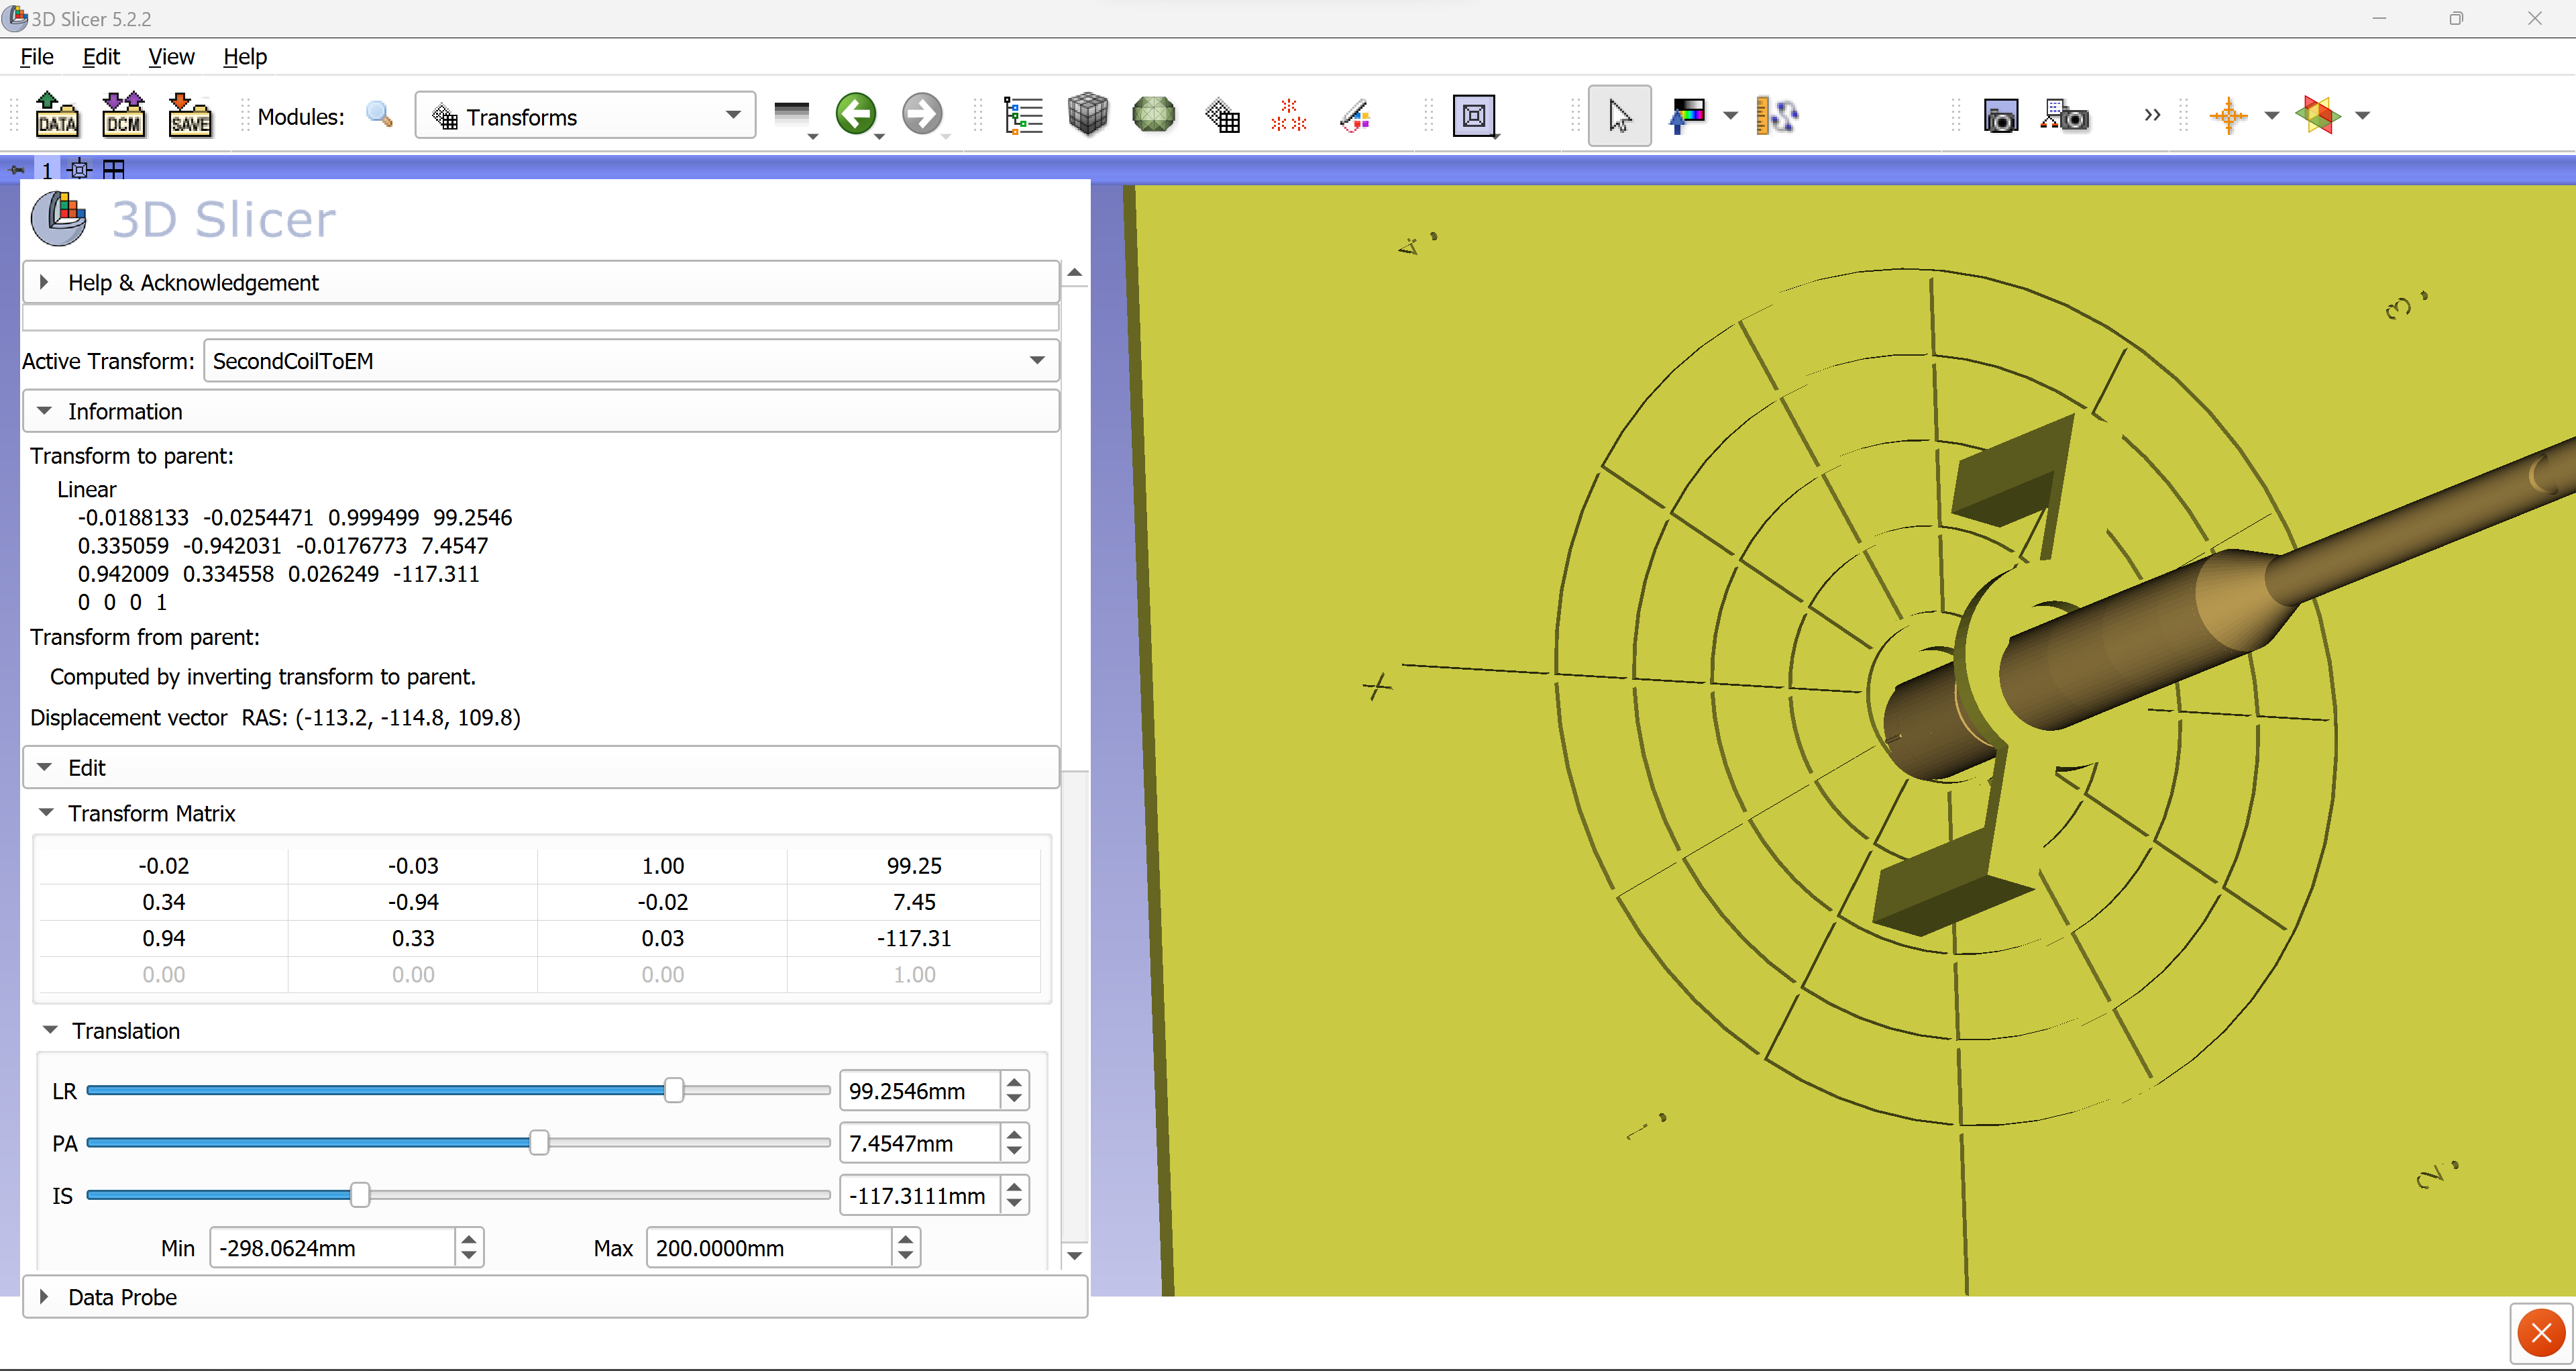 3D Slicer 5.2.2
File Edit View Help
DATA DCM SAVE Modules: Transforms
1
3D Slicer
Help & Acknowledgement
Active Transform: SecondCoilToEM
Information
Transform to parent:
Linear
-0.0188133 -0.0254471 0.999499 99.2546
0.335059 -0.942031 -0.0176773 7.4547
0.942009 0.334558 0.026249 -117.311
0 0 0 1
Transform from parent:
Computed by inverting transform to parent.
Displacement vector RAS: (-113.2, -114.8, 109.8)
Edit
Transform Matrix
-0.02 -0.03 1.00 99.25
0.34 -0.94 -0.02 7.45
0.94 0.33 0.03 -117.31
0.00 0.00 0.00 1.00
Translation
LR 99.2546mm
PA 7.4547mm
IS -117.3111mm
Min -298.0624mm Max 200.0000mm
Data Probe
4.
3.
X
1.
2.